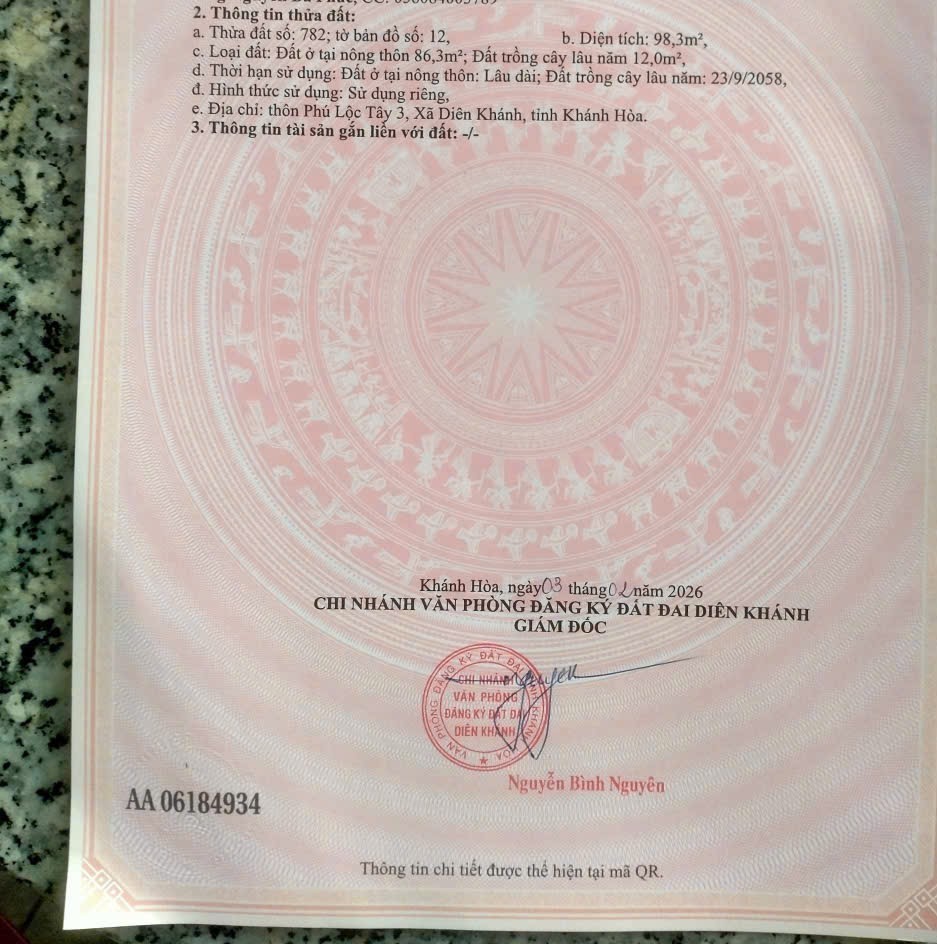 2. Thông tin thửa đất:
a. Thửa đất số: 782; tờ bản đồ số: 12, b. Diện tích: 98,3m²,
c. Loại đất: Đất ở tại nông thôn 86,3m²; Đất trồng cây lâu năm 12,0m²,
d. Thời hạn sử dụng: Đất ở tại nông thôn: Lâu dài; Đất trồng cây lâu năm: 23/9/2058,
đ. Hình thức sử dụng: Sử dụng riêng,
e. Địa chỉ: thôn Phú Lộc Tây 3, Xã Diên Khánh, tỉnh Khánh Hòa.
3. Thông tin tài sản gắn liền với đất: -/-
Khánh Hòa, ngày 03 tháng 02 năm 2026
CHI NHÁNH VĂN PHÒNG ĐĂNG KÝ ĐẤT ĐAI DIÊN KHÁNH
GIÁM ĐỐC
CHI NHÁNH
VĂN PHÒNG
ĐĂNG KÝ ĐẤT ĐAI
DIÊN KHÁNH
Nguyễn Bình Nguyên
AA 06184934
Thông tin chi tiết được thể hiện tại mã QR.